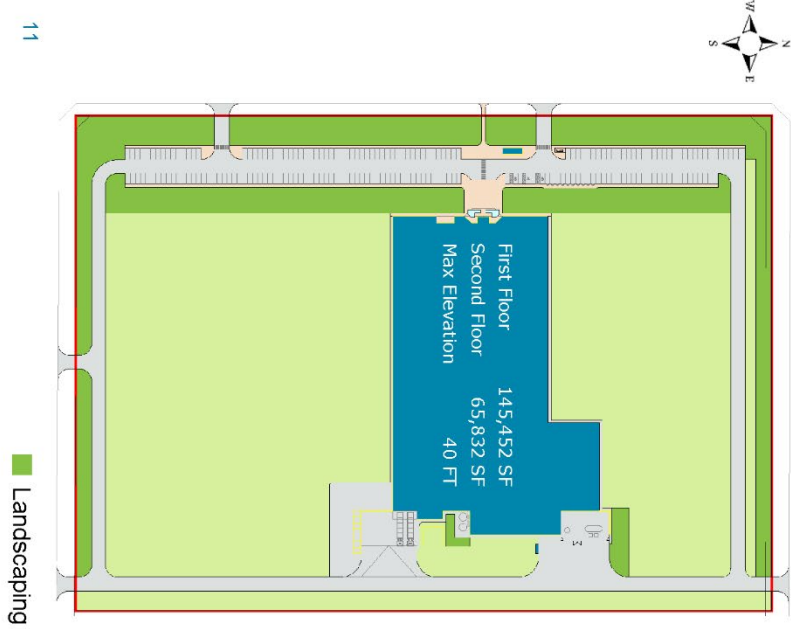 W
N
S
E
11
First Floor 145,452 SF
Second Floor 65,832 SF
Max Elevation 40 FT
Landscaping